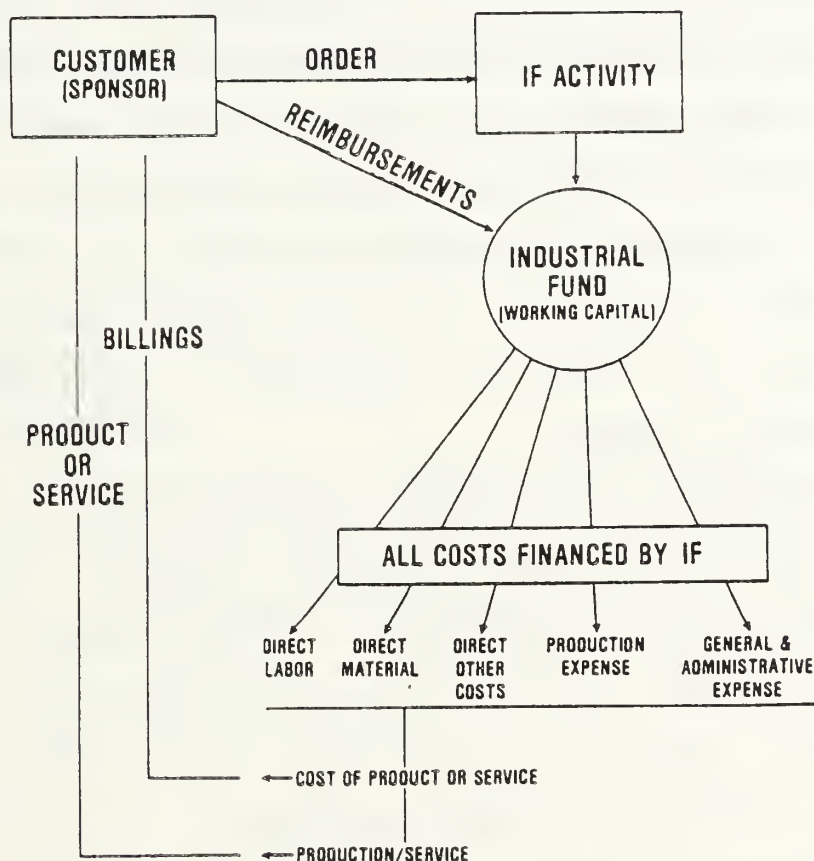 CUSTOMER
(SPONSOR)
ORDER
IF ACTIVITY
REIMBURSEMENTS
INDUSTRIAL
FUND
(WORKING CAPITAL)
BILLINGS
PRODUCT
OR
SERVICE
ALL COSTS FINANCED BY IF
DIRECT
LABOR
DIRECT
MATERIAL
DIRECT
OTHER
COSTS
PRODUCTION
EXPENSE
GENERAL &
ADMINISTRATIVE
EXPENSE
COST OF PRODUCT OR SERVICE
PRODUCTION/SERVICE